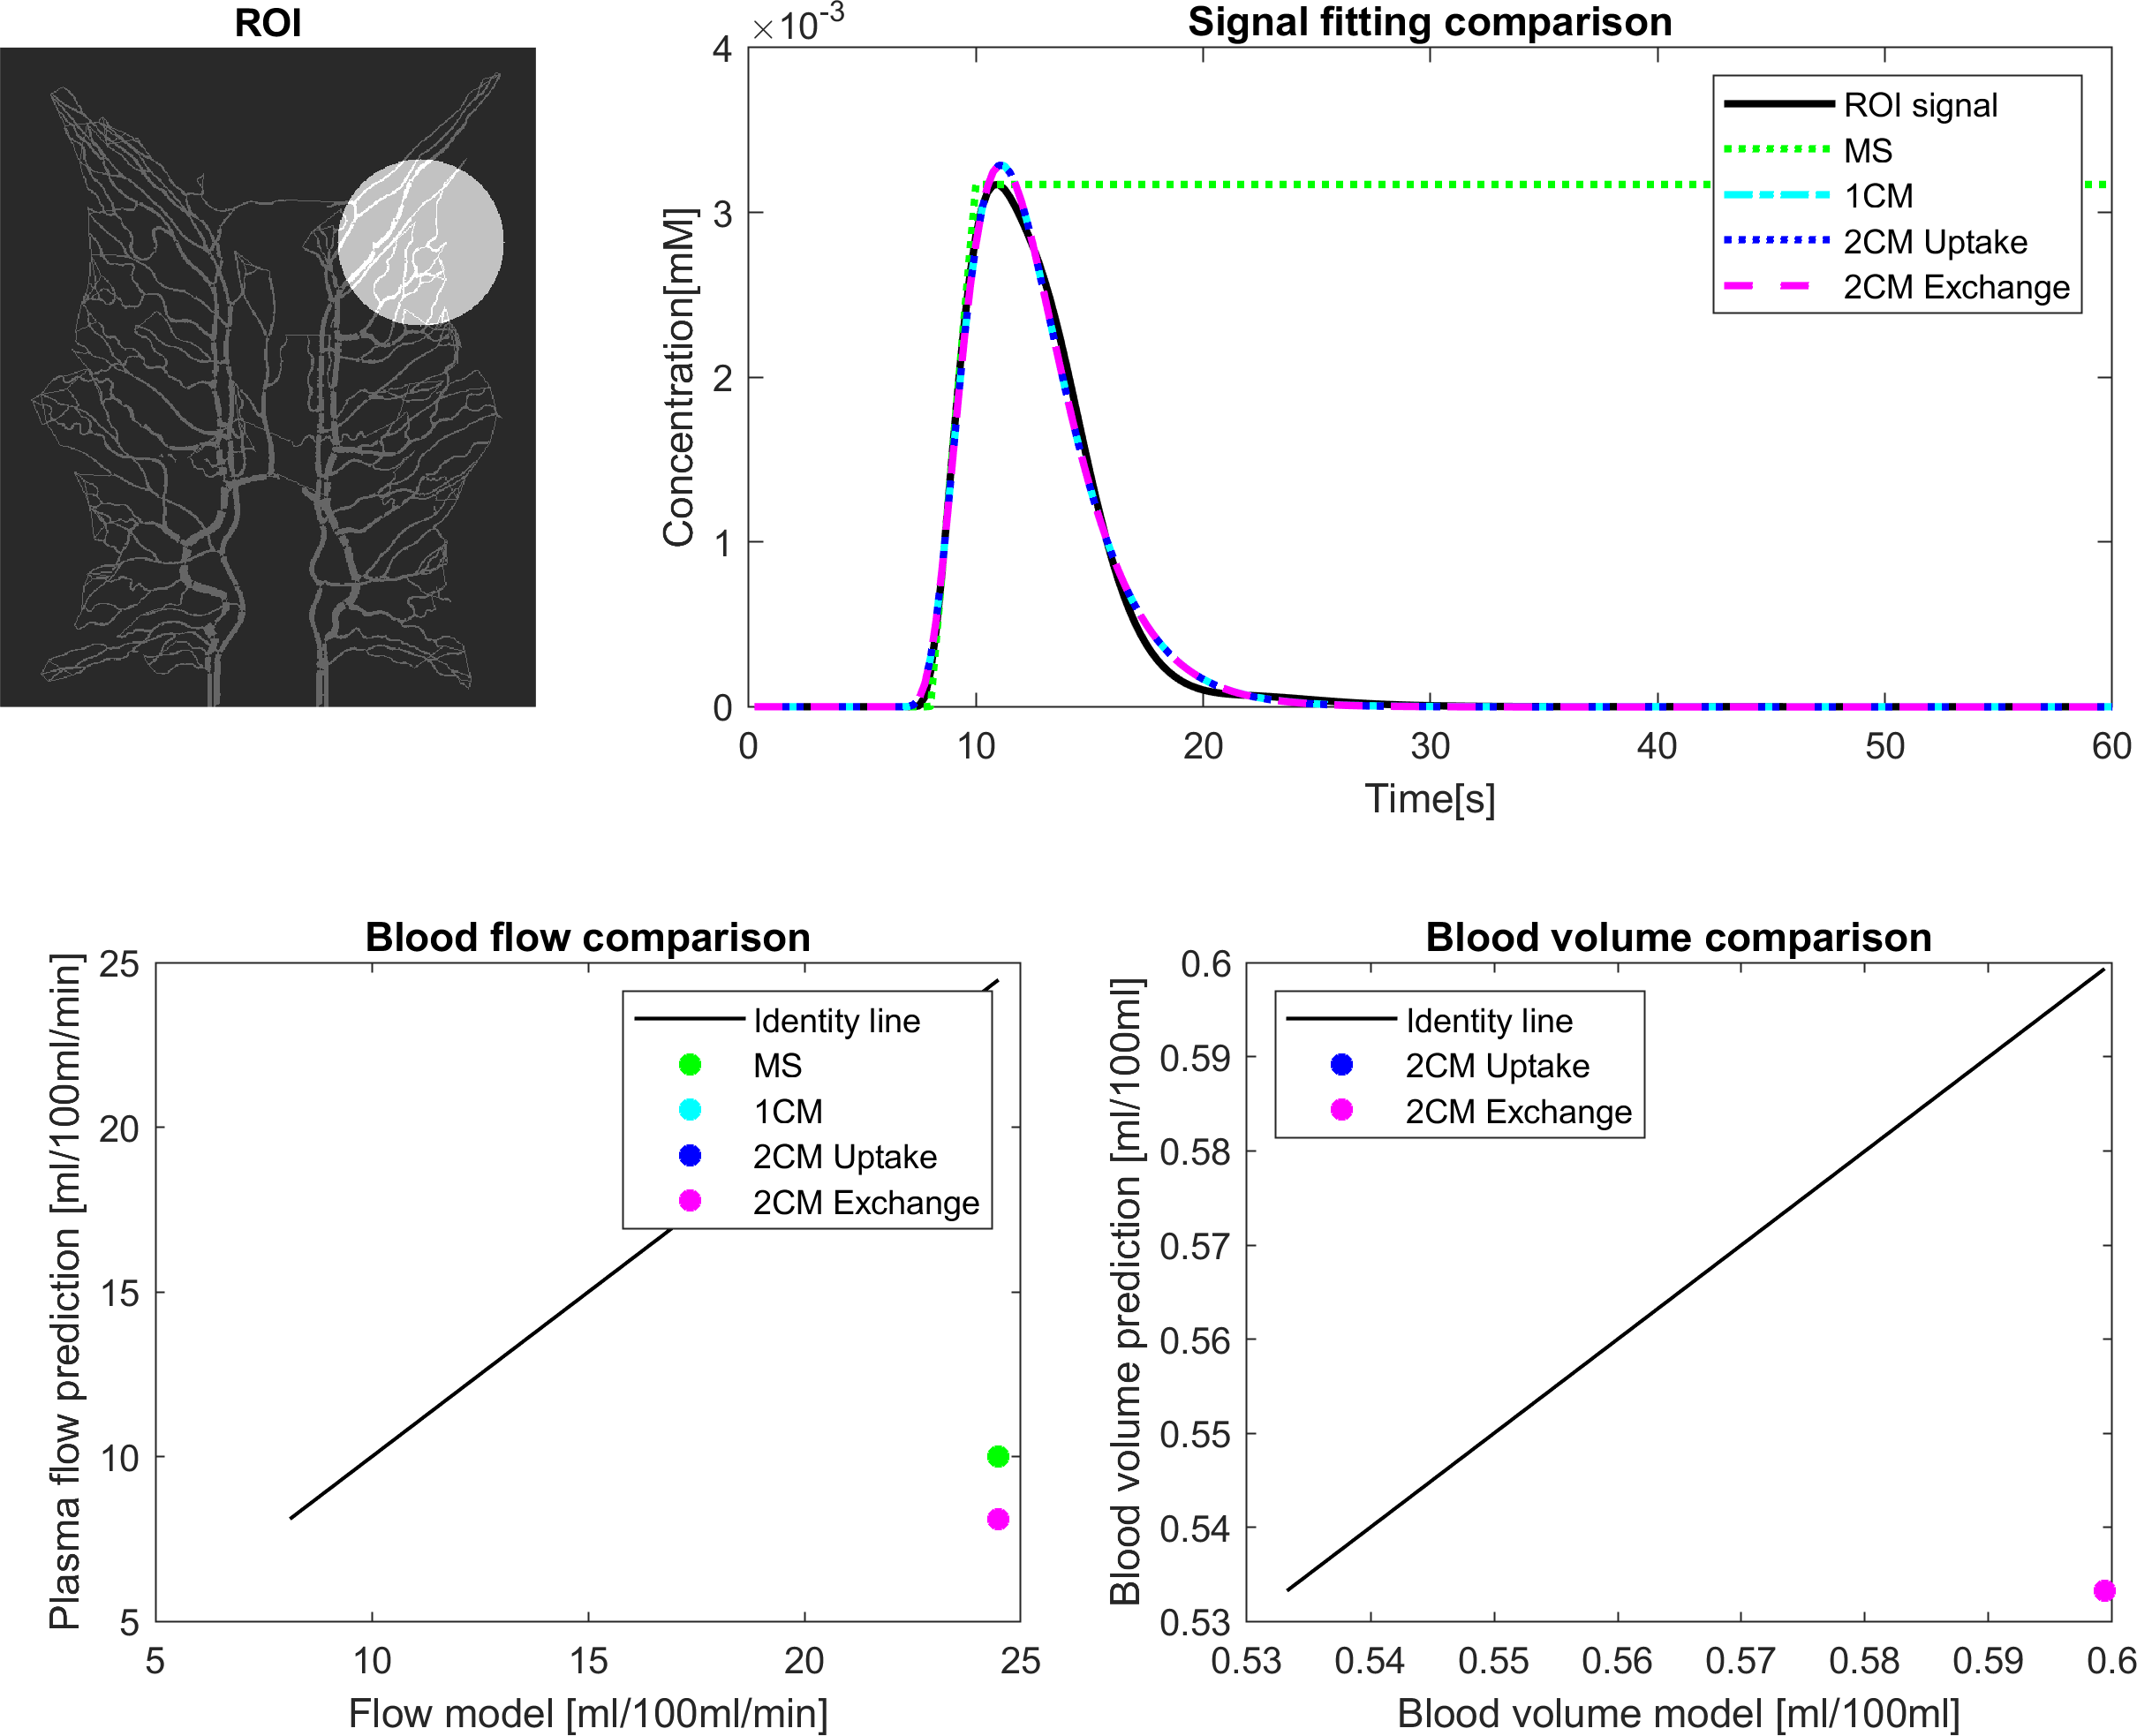 ROI
Signal fitting comparison
×10-3
4
3
2
1
0
Concentration[mM]
0 10 20 30 40 50 60
Time[s]
ROI signal
MS
1CM
2CM Uptake
2CM Exchange
Blood flow comparison
25
20
15
10
5
Plasma flow prediction [ml/100ml/min]
5 10 15 20 25
Flow model [ml/100ml/min]
Identity line
MS
1CM
2CM Uptake
2CM Exchange
Blood volume comparison
0.6
0.59
0.58
0.57
0.56
0.55
0.54
0.53
Blood volume prediction [ml/100ml]
0.53 0.54 0.55 0.56 0.57 0.58 0.59 0.6
Blood volume model [ml/100ml]
Identity line
2CM Uptake
2CM Exchange